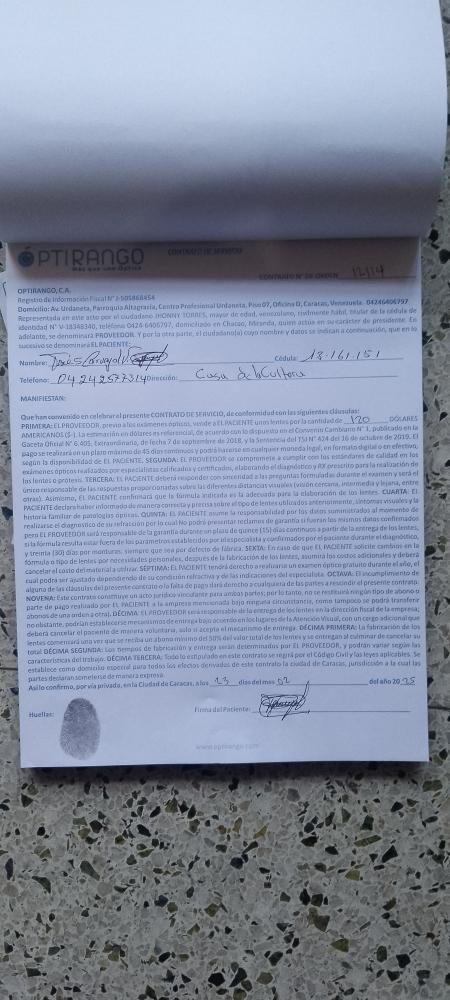 ÓPTIRANGO
Más que una Óptica
CONTRATO DE SERVICIO
CONTRATO N° DE ORDEN 12114
OPTIRANGO, C.A.
Registro de Información Fiscal N° J-505868454
Domicilio: Av. Urdaneta, Parroquia Altagracia, Centro Profesional Urdaneta, Piso 07, Oficina D, Caracas, Venezuela. 04246406797
Representada en este acto por el ciudadano JHONNY TORRES, mayor de edad, venezolano, civilmente hábil, titular de la cédula de
identidad N° V-18348340, teléfono 0424-6406797, domiciliado en Chacao, Miranda, quien actúa en su carácter de presidente. En
adelante, se denominará PROVEEDOR. Y por la otra parte, el ciudadano(a) cuyo nombre y datos se indican a continuación, que en lo
sucesivo se denominará EL PACIENTE:
Nombre: Cédula: 13.161.151
Teléfono: 04242577314 Dirección: Casa de la Cultura
MANIFIESTAN:
Que han convenido en celebrar el presente CONTRATO DE SERVICIO, de conformidad con las siguientes cláusulas:
PRIMERA: EL PROVEEDOR, previo a los exámenes ópticos, vende a EL PACIENTE unos lentes por la cantidad de 120 DÓLARES
AMERICANOS ($-). La estimación en dólares es referencial, de acuerdo con lo dispuesto en el Convenio Cambiario N° 1, publicado en la
Gaceta Oficial N° 6.405, Extraordinaria, de fecha 7 de septiembre de 2018, y la Sentencia del TSJ N° 424 del 16 de octubre de 2019. El
pago se realizará en un plazo máximo de 45 días continuos y podrá hacerse en cualquier moneda legal, en formato digital o en efectivo,
según la disponibilidad de EL PACIENTE. SEGUNDA: EL PROVEEDOR se compromete a cumplir con los estándares de calidad en los
exámenes ópticos realizados por especialistas calificados y certificados, elaborando el diagnóstico y RX prescrito para la realización de
los lentes o prótesis. TERCERA: EL PACIENTE deberá responder con sinceridad a las preguntas formuladas durante el examen y será el
único responsable de las respuestas proporcionadas sobre las diferentes distancias visuales (visión cercana, intermedia y lejana, entre
otras). Asimismo, EL PACIENTE confirmará que la fórmula indicada es la adecuada para la elaboración de los lentes. CUARTA: El
PACIENTE declara haber informado de manera correcta y precisa sobre el tipo de lentes utilizados anteriormente, síntomas visuales y la
historia familiar de patologías ópticas. QUINTA: EL PACIENTE asume la responsabilidad por los datos suministrados al momento de
realizarse el diagnostico de su refracción por lo cual No podrá presentar reclamos de garantía si fueran los mismos datos confirmados
pera EL PROVEEDOR será responsable de la garantía durante un plazo de quince (15) días continuos a partir de la entrega de los lentes,
si la fórmula resulta estar fuera de los parametros establecidos por el especialista y confirmados por el paciente durante el diagnóstico,
y treinta (30) días por monturas, siempre que sea por defecto de fábrica. SEXTA: En caso de que EL PACIENTE solicite cambios en la
fórmula o tipo de lentes por necesidades personales, después de la fabricación de los lentes, asumirá los costos adicionales y deberá
cancelar el costo del material a utilizar. SÉPTIMA: EL PACIENTE tendrá derecho a realizarse un examen óptico gratuito durante el año, el
cual podrá ser ajustado dependiendo de su condición refractiva y de las indicaciones del especialista. OCTAVA: El incumplimiento de
alguna de las cláusulas del presente contrato o la falta de pago dará derecho a cualquiera de las partes a rescindir el presente contrato.
NOVENA: Este contrato constituye un acto jurídico vinculante para ambas partes; por lo tanto, no se restituirá ningún tipo de abono o
parte de pago realizado por EL PACIENTE a la empresa mencionada bajo ninguna circunstancia, como tampoco se podrá transferir
abonos de una orden a otra). DÉCIMA: EL PROVEEDOR será responsable de la entrega de los lentes en la dirección fiscal de la empresa;
no obstante, podrían establecerse mecanismos de entrega acuerdo en los lugares de la Atención Visual, con un cargo adicional que
deberá cancelar el paciente de manera voluntaria, solo si acepta el mecanismo de entrega. DÉCIMA PRIMERA: La fabricación de los
lentes comenzará una vez que se reciba un abono mínimo del 50% del valor total de los lentes y se entregan al culminar de cancelar su
total DÉCIMA SEGUNDA: Los tiempos de fabricación y entrega serán determinados por EL PROVEEDOR, y podrán variar según las
características del trabajo. DÉCIMA TERCERA: Todo lo estipulado en este contrato se regirá por el Código Civil y las leyes aplicables. Se
establece como domicilio especial para todos los efectos derivados de este contrato la ciudad de Caracas, jurisdicción a la cual las
partes declaran someterse de manera expresa.
Así lo confirmo, por vía privada, en la Ciudad de Caracas, a los 13 días del mes 02 del año 2025
Huellas: Firma del Paciente:
www.optirango.com